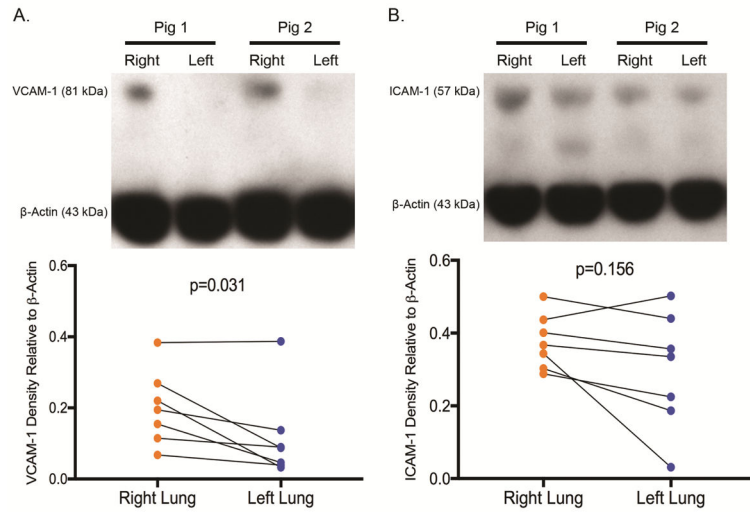 A.
Pig 1 Pig 2
Right Left Right Left
VCAM-1 (81 kDa)
β-Actin (43 kDa)
VCAM-1 Density Relative to β-Actin
0.6
0.4
0.2
0.0
p=0.031
Right Lung Left Lung
B.
Pig 1 Pig 2
Right Left Right Left
ICAM-1 (57 kDa)
β-Actin (43 kDa)
ICAM-1 Density Relative to β-Actin
0.6
0.4
0.2
0.0
p=0.156
Right Lung Left Lung